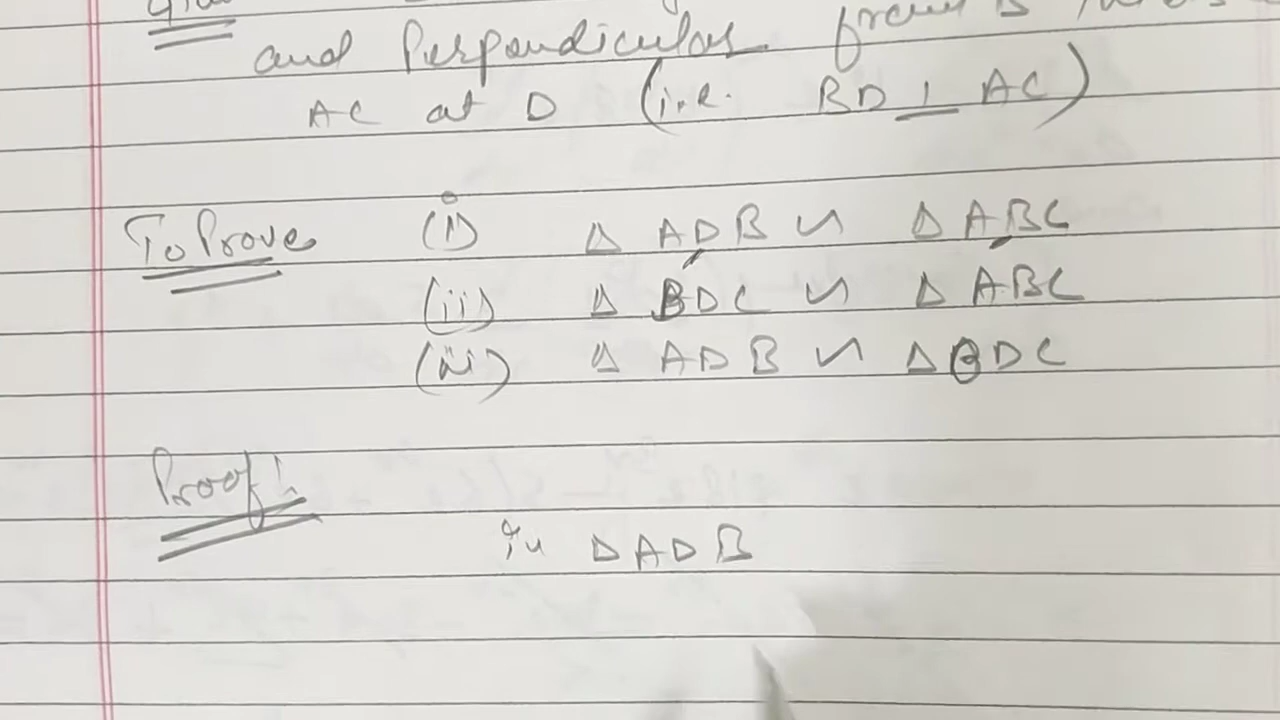 and Perpendicular from B
AC at D (i.e. BD ⊥ AC)
To Prove (i) Δ ADB ∽ Δ ABC
(ii) Δ BDC ∽ Δ ABC
(iii) Δ ADB ∽ Δ BDC
Proof:
In Δ ADB